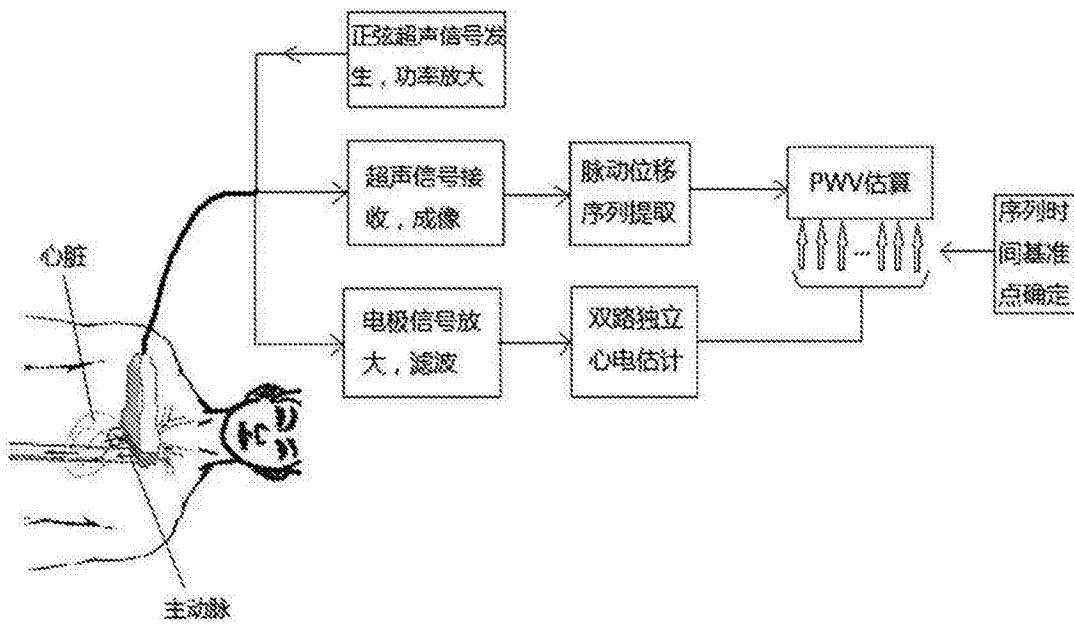 正弦超声信号发
生，功率放大
超声信号接
收，成像
脉动位移
序列提取
PWV估算
序列时
间基准
点确定
心脏
电极信号放
大，滤波
双路独立
心电估计
主动脉